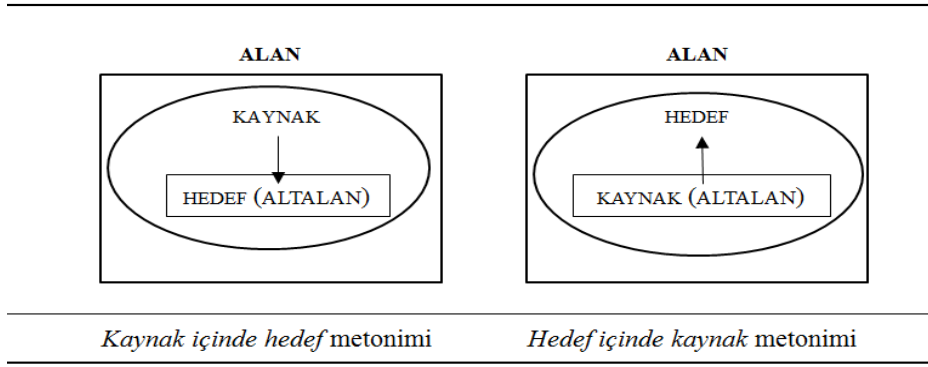 ALAN
KAYNAK
HEDEF (ALTALAN)
Kaynak içinde hedef metonimi
ALAN
HEDEF
KAYNAK (ALTALAN)
Hedef içinde kaynak metonimi